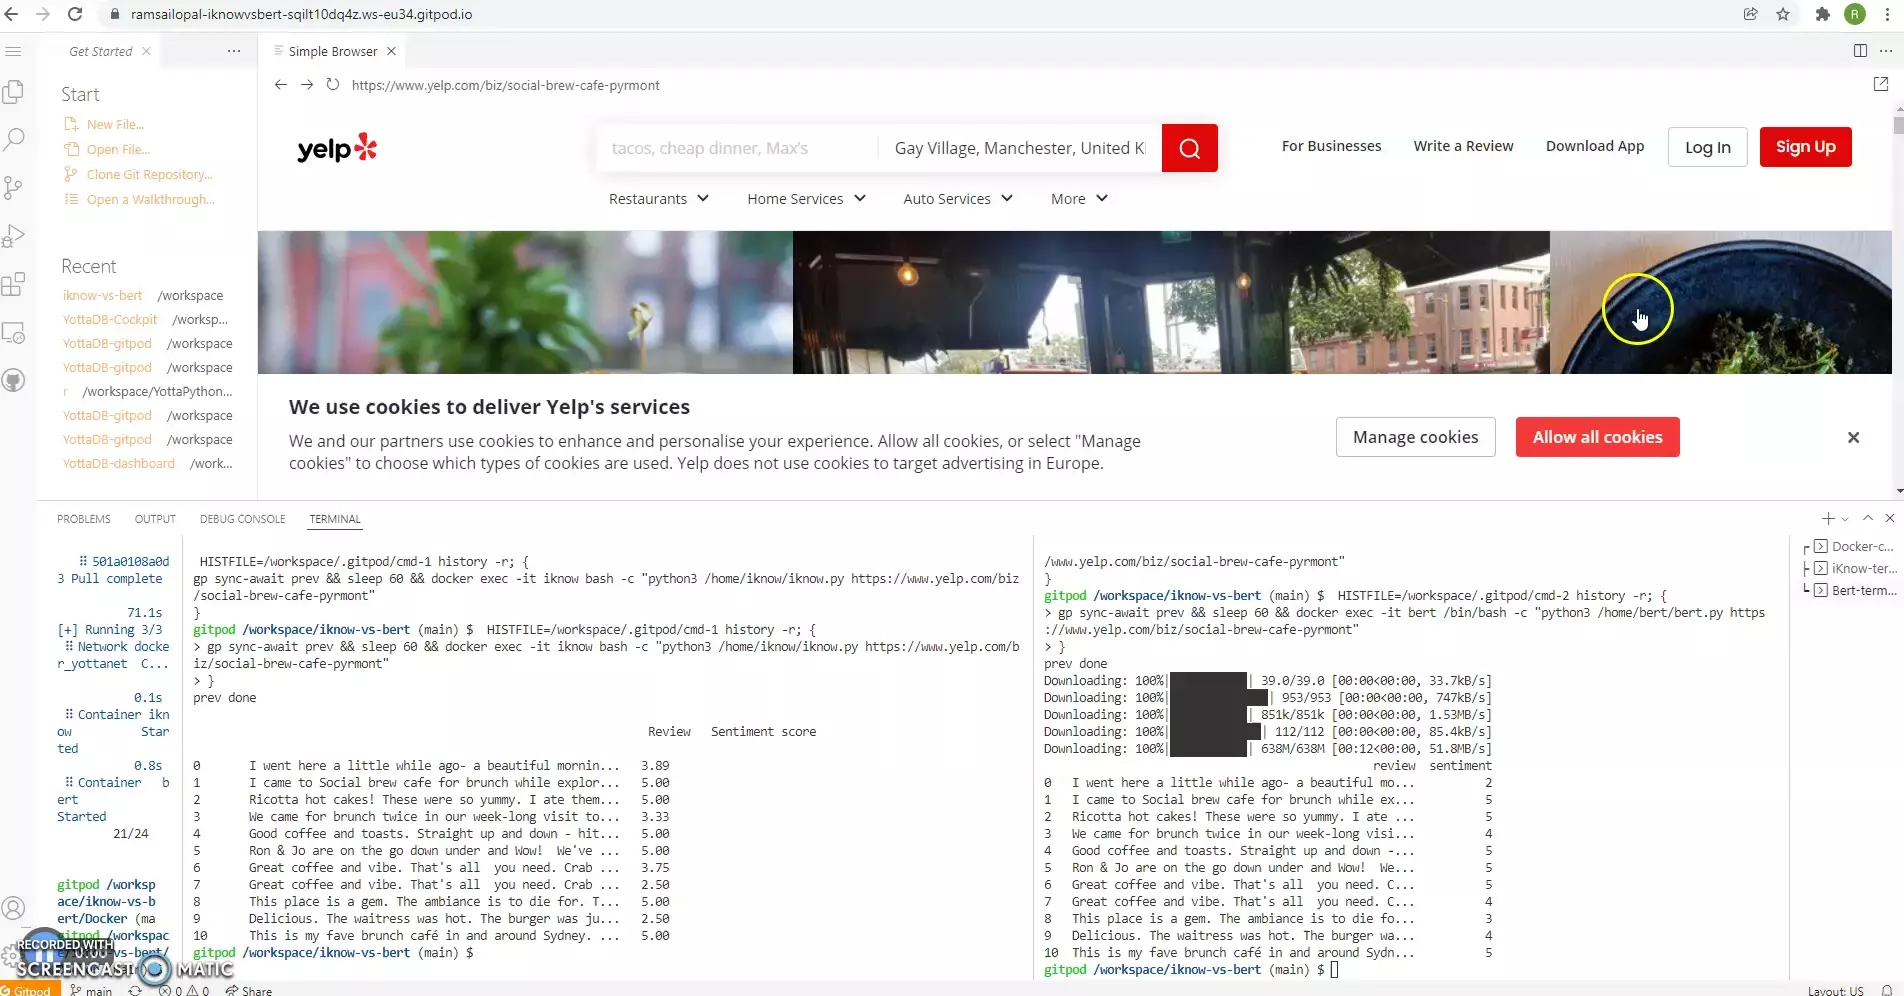 ramsailopal-iknowvsbert-sqilt10dq4z.ws-eu34.gitpod.io
R
Get Started
Simple Browser
https://www.yelp.com/biz/social-brew-cafe-pyrmont
Start
New File...
Open File...
Clone Git Repository...
Open a Walkthrough...
Recent
iknow-vs-bert /workspace
YottaDB-Cockpit /worksp...
YottaDB-gitpod /workspace
YottaDB-gitpod /workspace
r /workspace/YottaPython...
YottaDB-gitpod /workspace
YottaDB-gitpod /workspace
YottaDB-dashboard /work...
yelp
tacos, cheap dinner, Max's
Gay Village, Manchester, United Ki
For Businesses
Write a Review
Download App
Log In
Sign Up
Restaurants
Home Services
Auto Services
More
We use cookies to deliver Yelp's services
We and our partners use cookies to enhance and personalise your experience. Allow all cookies, or select "Manage
cookies" to choose which types of cookies are used. Yelp does not use cookies to target advertising in Europe.
Manage cookies
Allow all cookies
PROBLEMS
OUTPUT
DEBUG CONSOLE
TERMINAL
501a0108a0d
3 Pull complete
71.1s
[+] Running 3/3
Network docke
r_yottanet C...
0.1s
Container ikn
ow Star
ted
0.8s
Container b
ert
Started
21/24
gitpod /worksp
ace/iknow-vs-b
ert/Docker (ma
gitpod /workspac
HISTFILE=/workspace/.gitpod/cmd-1 history -r; {
gp sync-await prev && sleep 60 && docker exec -it iknow bash -c "python3 /home/iknow/iknow.py https://www.yelp.com/biz
/social-brew-cafe-pyrmont"
}
gitpod /workspace/iknow-vs-bert (main) $ HISTFILE=/workspace/.gitpod/cmd-1 history -r; {
> gp sync-await prev && sleep 60 && docker exec -it iknow bash -c "python3 /home/iknow/iknow.py https://www.yelp.com/b
iz/social-brew-cafe-pyrmont"
> }
prev done
Review Sentiment score
0 I went here a little while ago- a beautiful mornin... 3.89
1 I came to Social brew cafe for brunch while explor... 5.00
2 Ricotta hot cakes! These were so yummy. I ate them... 5.00
3 We came for brunch twice in our week-long visit to... 3.33
4 Good coffee and toasts. Straight up and down - hit... 5.00
5 Ron & Jo are on the go down under and Wow! We've ... 5.00
6 Great coffee and vibe. That's all you need. Crab ... 3.75
7 Great coffee and vibe. That's all you need. Crab ... 2.50
8 This place is a gem. The ambiance is to die for. T... 5.00
9 Delicious. The waitress was hot. The burger was ju... 2.50
10 This is my fave brunch café in and around Sydney. ... 5.00
gitpod /workspace/iknow-vs-bert (main) $
/www.yelp.com/biz/social-brew-cafe-pyrmont"
}
gitpod /workspace/iknow-vs-bert (main) $ HISTFILE=/workspace/.gitpod/cmd-2 history -r; {
> gp sync-await prev && sleep 60 && docker exec -it bert /bin/bash -c "python3 /home/bert/bert.py https
://www.yelp.com/biz/social-brew-cafe-pyrmont"
> }
prev done
Downloading: 100%| | 39.0/39.0 [00:00<00:00, 33.7kB/s]
Downloading: 100%| | 953/953 [00:00<00:00, 747kB/s]
Downloading: 100%| | 851k/851k [00:00<00:00, 1.53MB/s]
Downloading: 100%| | 112/112 [00:00<00:00, 85.4kB/s]
Downloading: 100%| | 638M/638M [00:12<00:00, 51.8MB/s]
review sentiment
0 I went here a little while ago- a beautiful mo... 2
1 I came to Social brew cafe for brunch while ex... 5
2 Ricotta hot cakes! These were so yummy. I ate ... 5
3 We came for brunch twice in our week-long visi... 4
4 Good coffee and toasts. Straight up and down -... 5
5 Ron & Jo are on the go down under and Wow! We... 5
6 Great coffee and vibe. That's all you need. C... 5
7 Great coffee and vibe. That's all you need. C... 4
8 This place is a gem. The ambiance is to die fo... 3
9 Delicious. The waitress was hot. The burger wa... 4
10 This is my fave brunch café in and around Sydn... 5
gitpod /workspace/iknow-vs-bert (main) $
Docker-c...
iKnow-ter...
Bert-term...
RECORDED WITH
SCREENCAST MATIC
Gitpod
main
0 0
Share
Layout: US